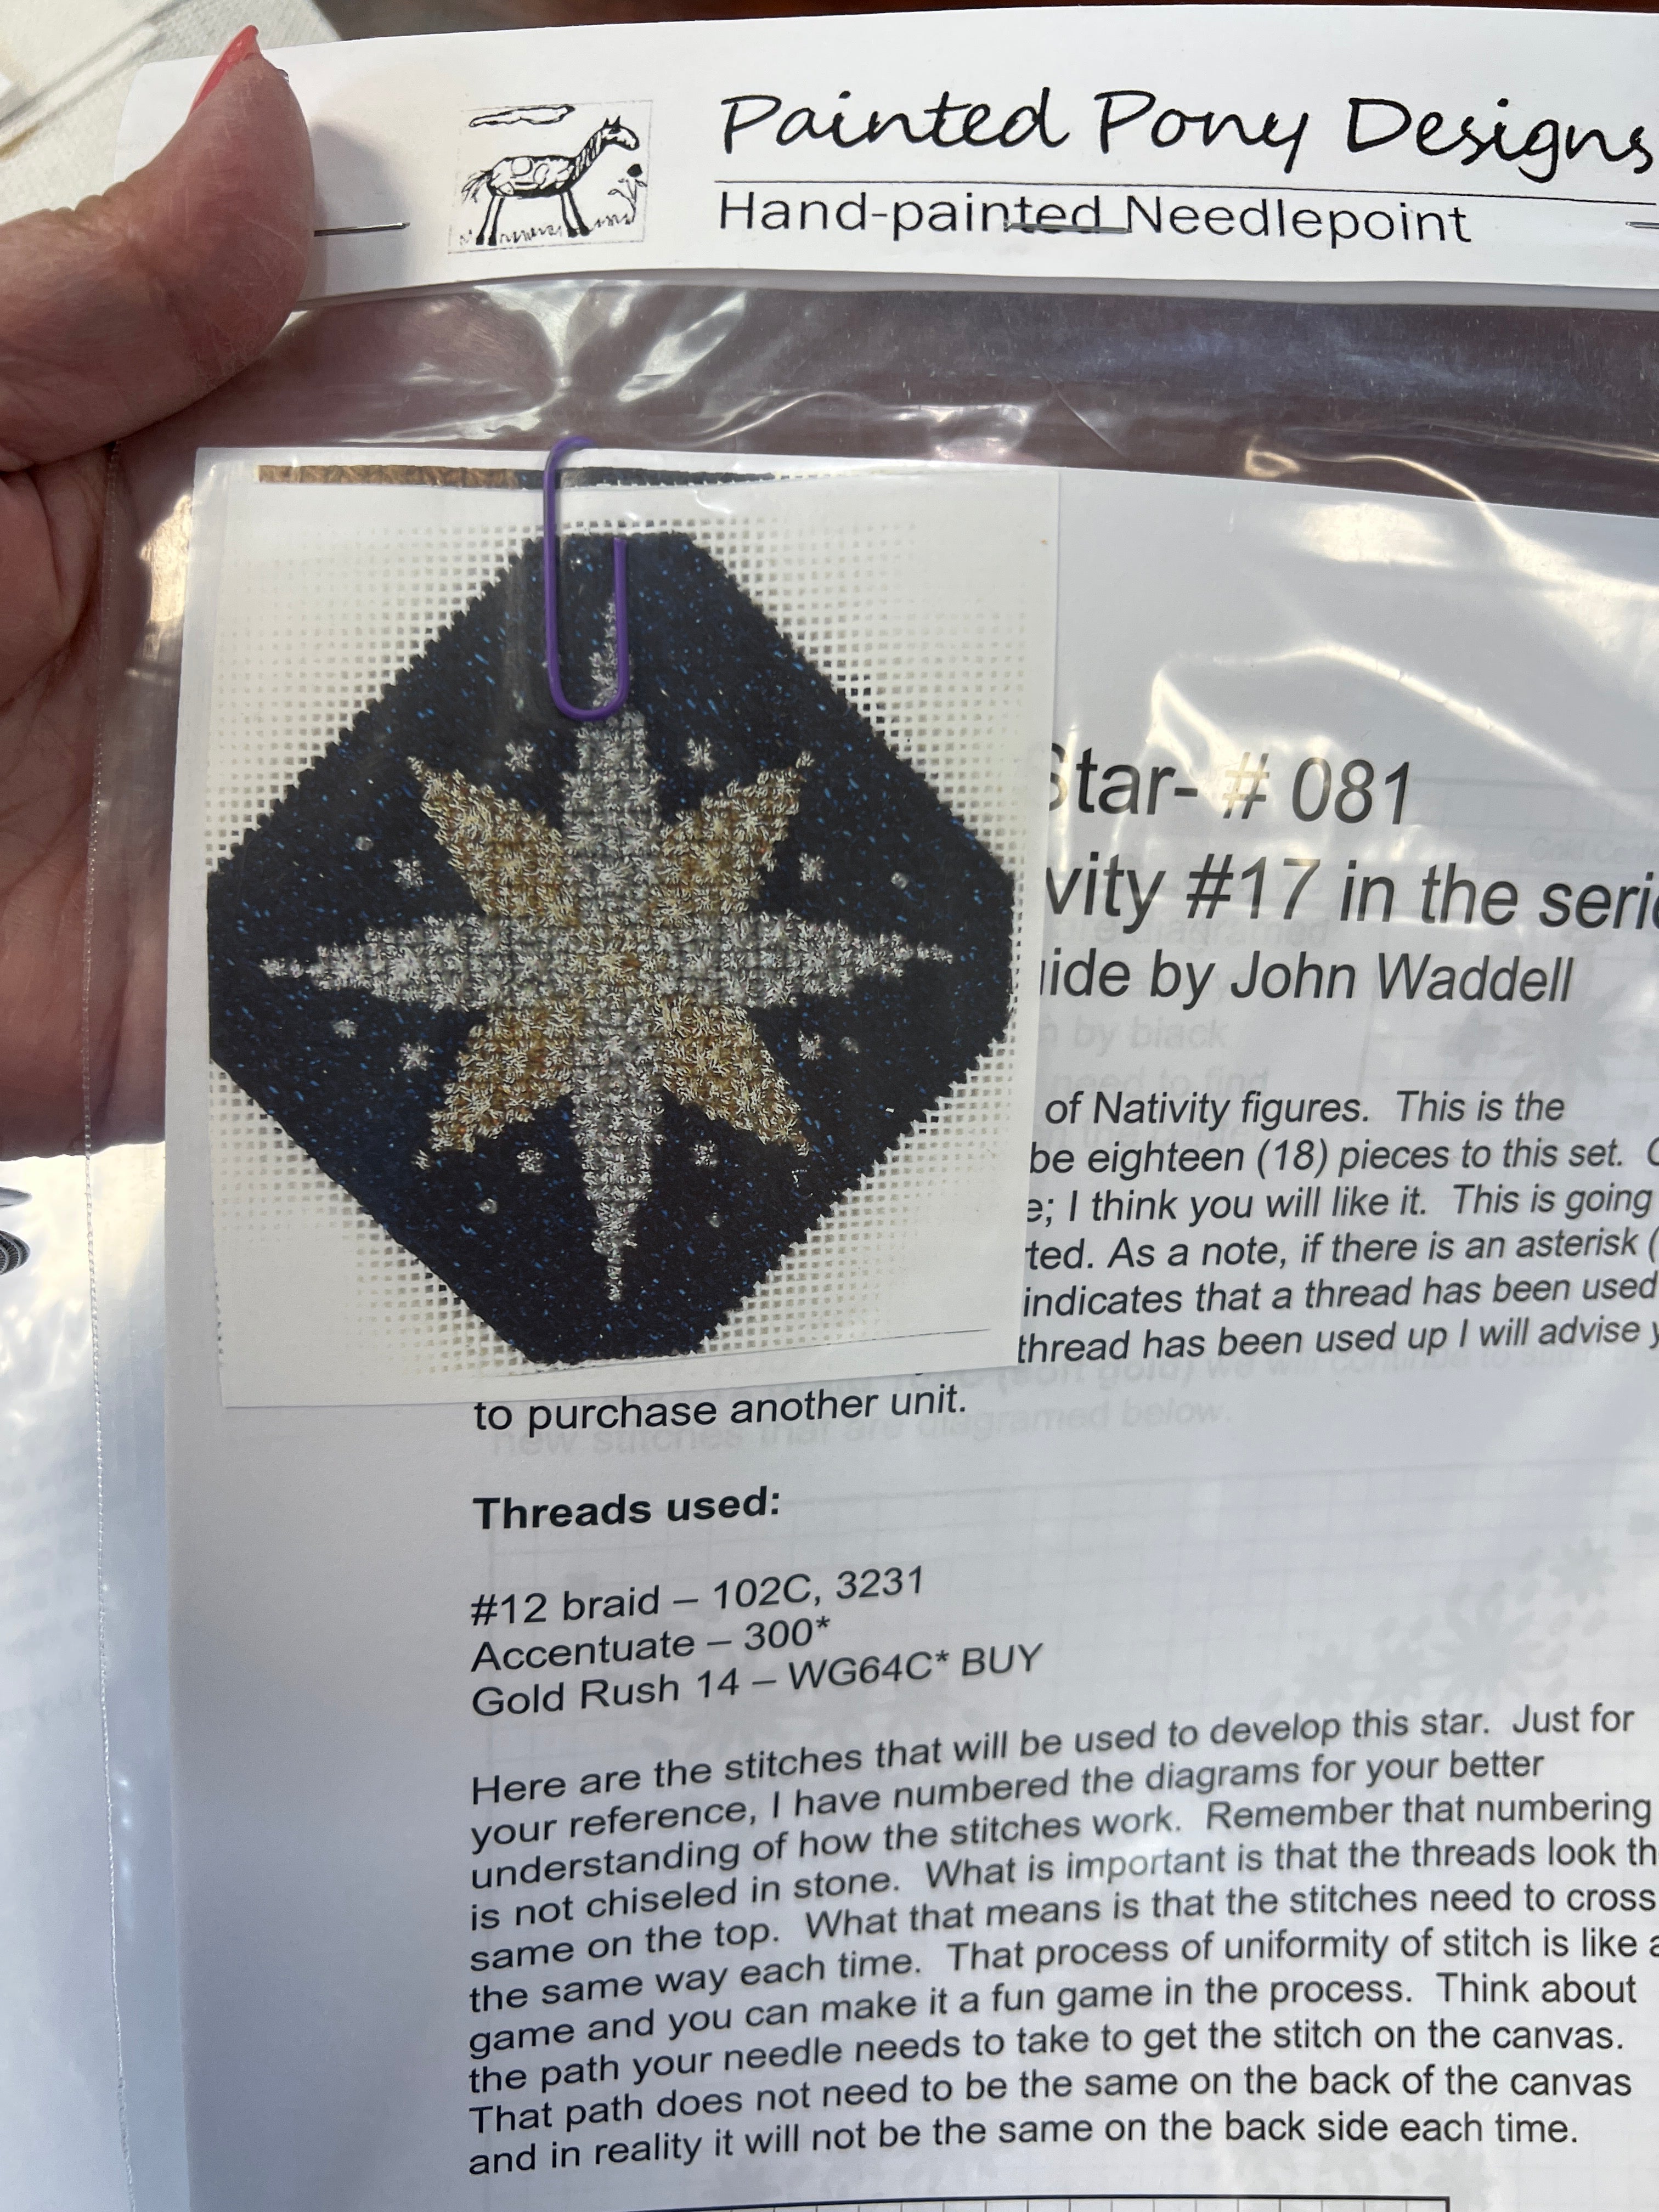 Painted Pony Designs
Hand-painted Needlepoint
Star- # 081
vity #17 in the serie
ide by John Waddell
of Nativity figures.  This is the
be eighteen (18) pieces to this set.
e; I think you will like it.  This is going
ted. As a note, if there is an asterisk (
indicates that a thread has been used
thread has been used up I will advise y
to purchase another unit.
Threads used:
#12 braid – 102C, 3231
Accentuate – 300*
Gold Rush 14 – WG64C* BUY
Here are the stitches that will be used to develop this star.  Just for
your reference, I have numbered the diagrams for your better
understanding of how the stitches work.  Remember that numbering
is not chiseled in stone.  What is important is that the threads look th
same on the top.  What that means is that the stitches need to cross
the same way each time.  That process of uniformity of stitch is like a
game and you can make it a fun game in the process.  Think about
the path your needle needs to take to get the stitch on the canvas.
That path does not need to be the same on the back of the canvas
and in reality it will not be the same on the back side each time.